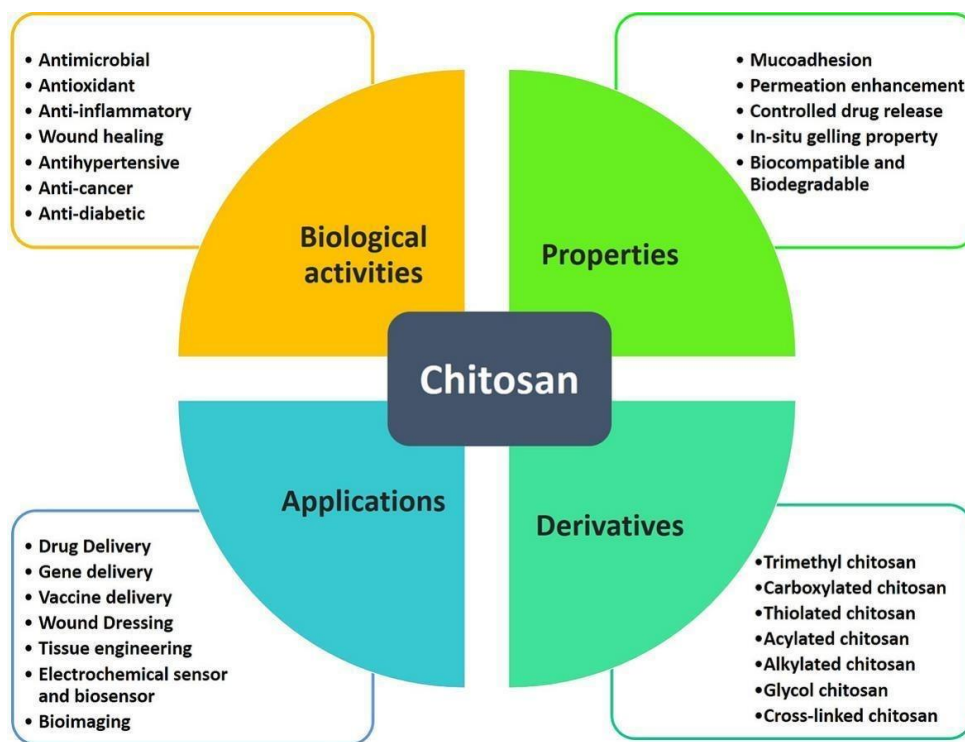 • Antimicrobial
• Antioxidant
• Anti-inflammatory
• Wound healing
• Antihypertensive
• Anti-cancer
• Anti-diabetic
• Mucoadhesion
• Permeation enhancement
• Controlled drug release
• In-situ gelling property
• Biocompatible and
Biodegradable
Biological
activities
Properties
Chitosan
Applications
Derivatives
• Drug Delivery
• Gene delivery
• Vaccine delivery
• Wound Dressing
• Tissue engineering
• Electrochemical sensor
and biosensor
• Bioimaging
•Trimethyl chitosan
•Carboxylated chitosan
•Thiolated chitosan
•Acylated chitosan
•Alkylated chitosan
•Glycol chitosan
•Cross-linked chitosan